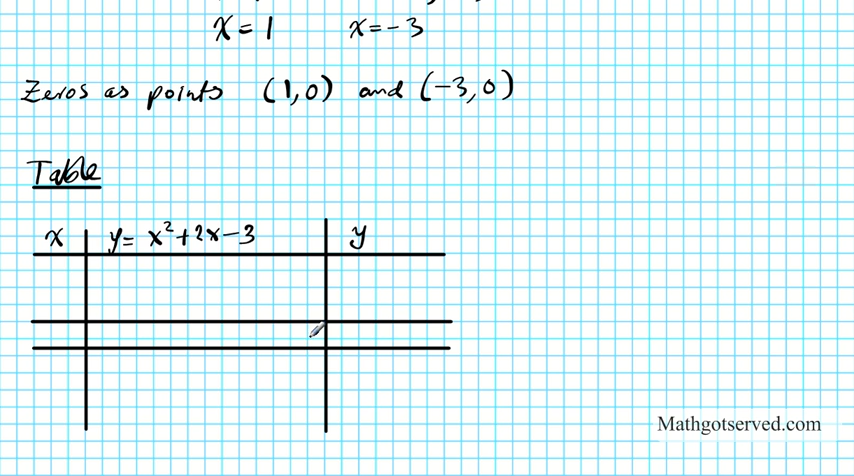 x = 1 x = -3
Zeros as points (1,0) and (-3,0)
Table
x y = x²+2x-3 y
Mathgotserved.com